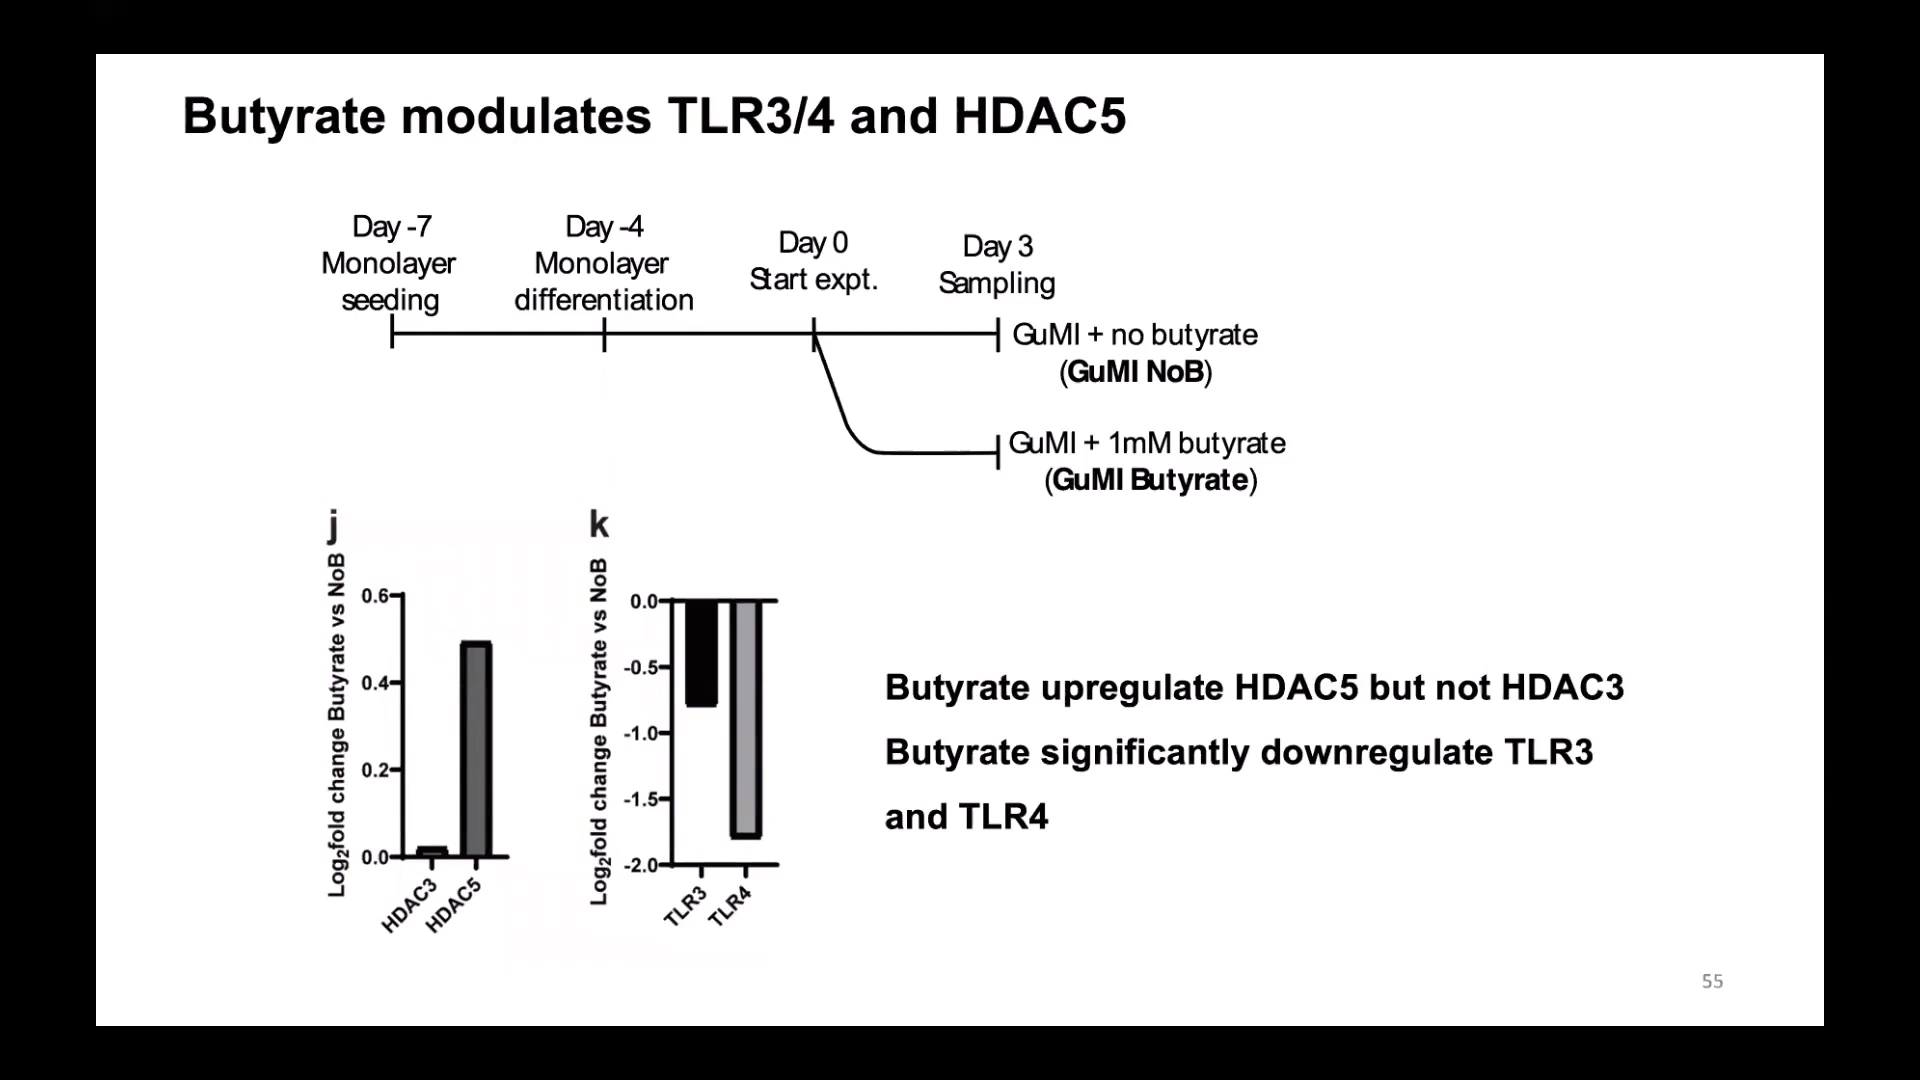 Butyrate modulates TLR3/4 and HDAC5
Day -7
Monolayer
seeding
Day -4
Monolayer
differentiation
Day 0
Start expt.
Day 3
Sampling
GuMI + no butyrate
(GuMI NoB)
GuMI + 1mM butyrate
(GuMI Butyrate)
j
Log₂fold change Butyrate vs NoB
0.6
0.4
0.2
0.0
HDAC3
HDAC5
k
Log₂fold change Butyrate vs NoB
0.0
-0.5
-1.0
-1.5
-2.0
TLR3
TLR4
Butyrate upregulate HDAC5 but not HDAC3
Butyrate significantly downregulate TLR3
and TLR4
55